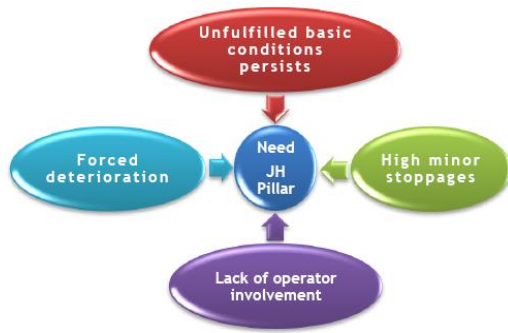 Unfulfilled basic
conditions
persists
Forced
deterioration
Need
JH
Pillar
High minor
stoppages
Lack of operator
involvement